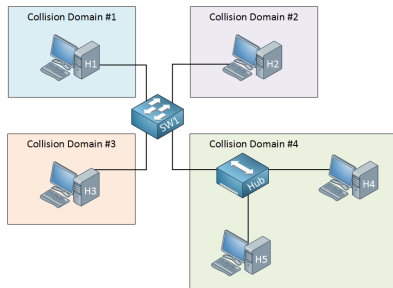 Collision Domain #1
Collision Domain #2
H1
H2
SW1
Collision Domain #3
Collision Domain #4
H3
Hub
H4
H5